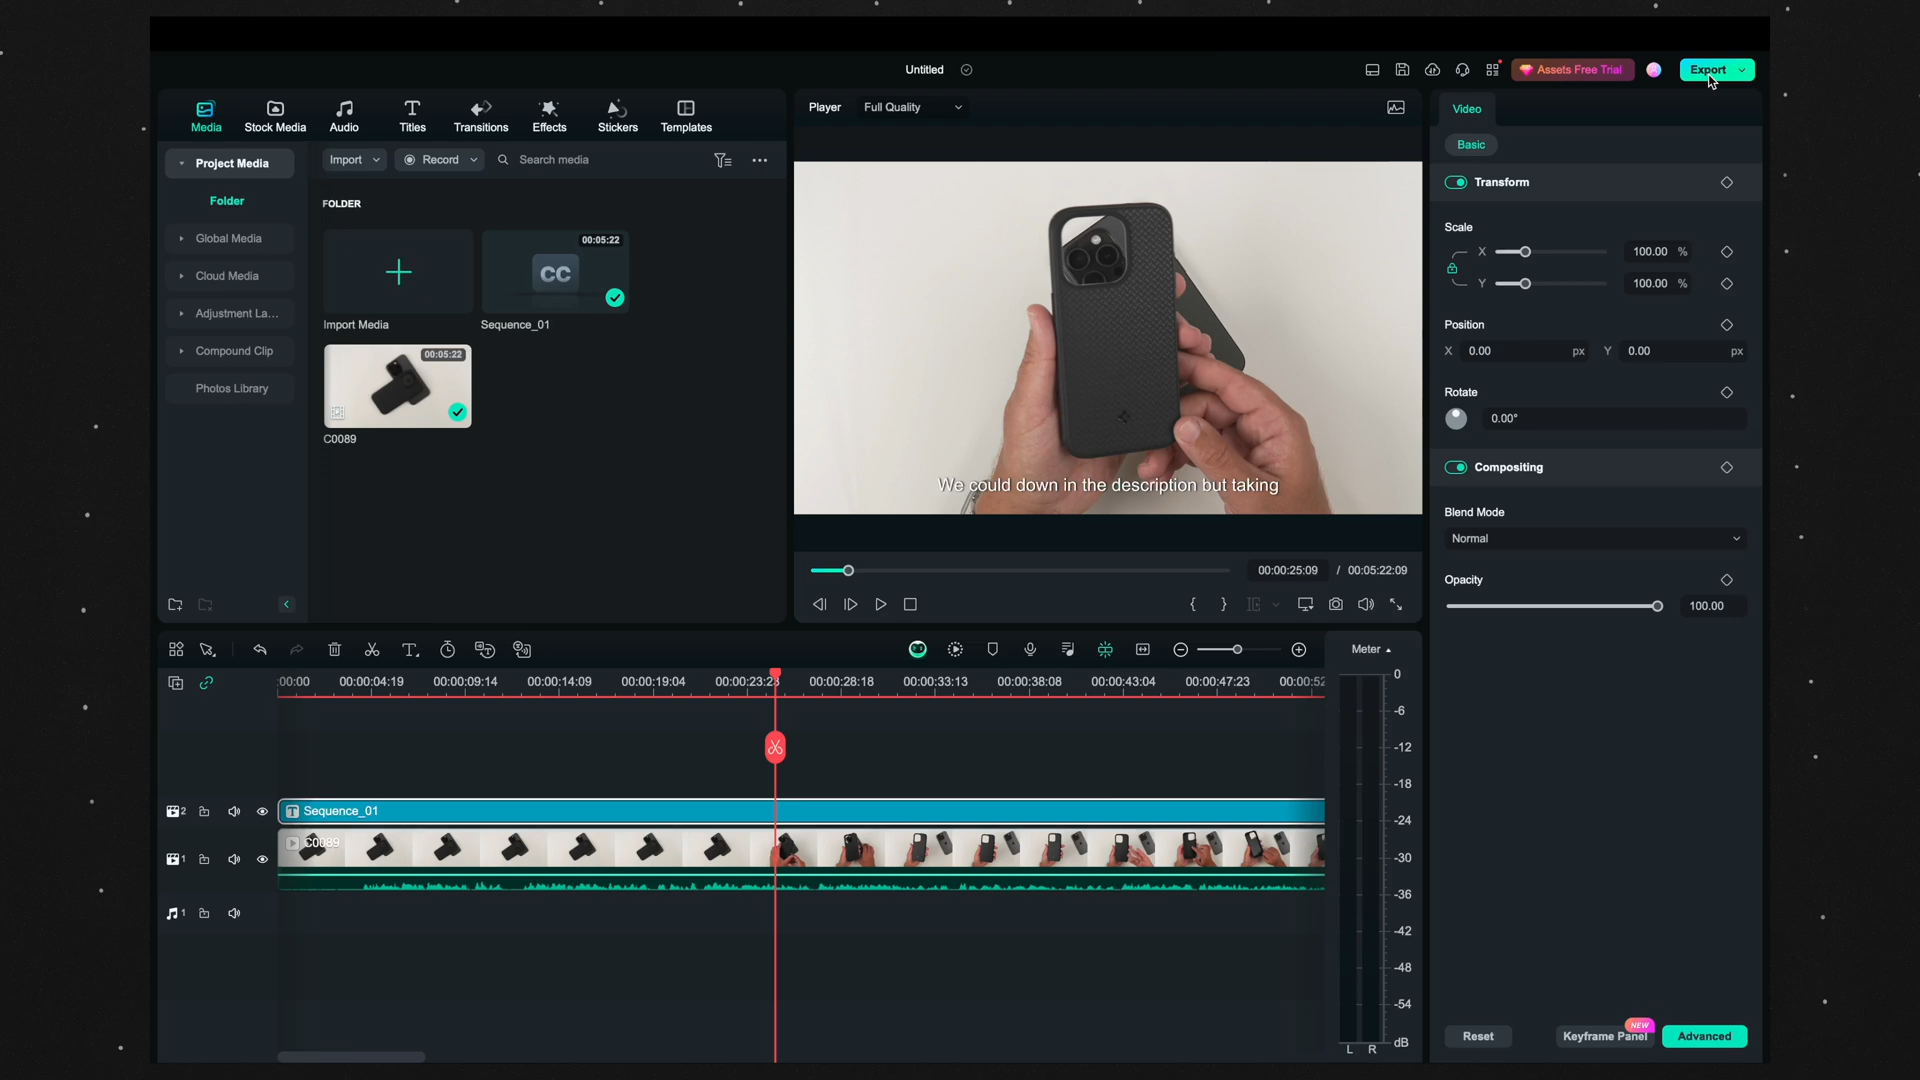 Untitled
Assets Free Trial
Export
Media
Stock Media
Audio
Titles
Transitions
Effects
Stickers
Templates
Player
Full Quality
Video
Project Media
Import
Record
Search media
Basic
Folder
FOLDER
Transform
Global Media
Cloud Media
Adjustment La...
Compound Clip
Photos Library
00:05:22
CC
Import Media
Sequence_01
00:05:22
C0089
We could down in the description but taking
Scale
X 100.00 %
Y 100.00 %
Position
X 0.00 px Y 0.00 px
Rotate
0.00°
Compositing
Blend Mode
Normal
Opacity
100.00
00:00:25:09 / 00:05:22:09
Meter
:00:00 00:00:04:19 00:00:09:14 00:00:14:09 00:00:19:04 00:00:23:23 00:00:28:18 00:00:33:13 00:00:38:08 00:00:43:04 00:00:47:23 00:00:52
2
T Sequence_01
1
C0089
1
0
-6
-12
-18
-24
-30
-36
-42
-48
-54
dB
L R
Reset
Keyframe Panel
NEW
Advanced